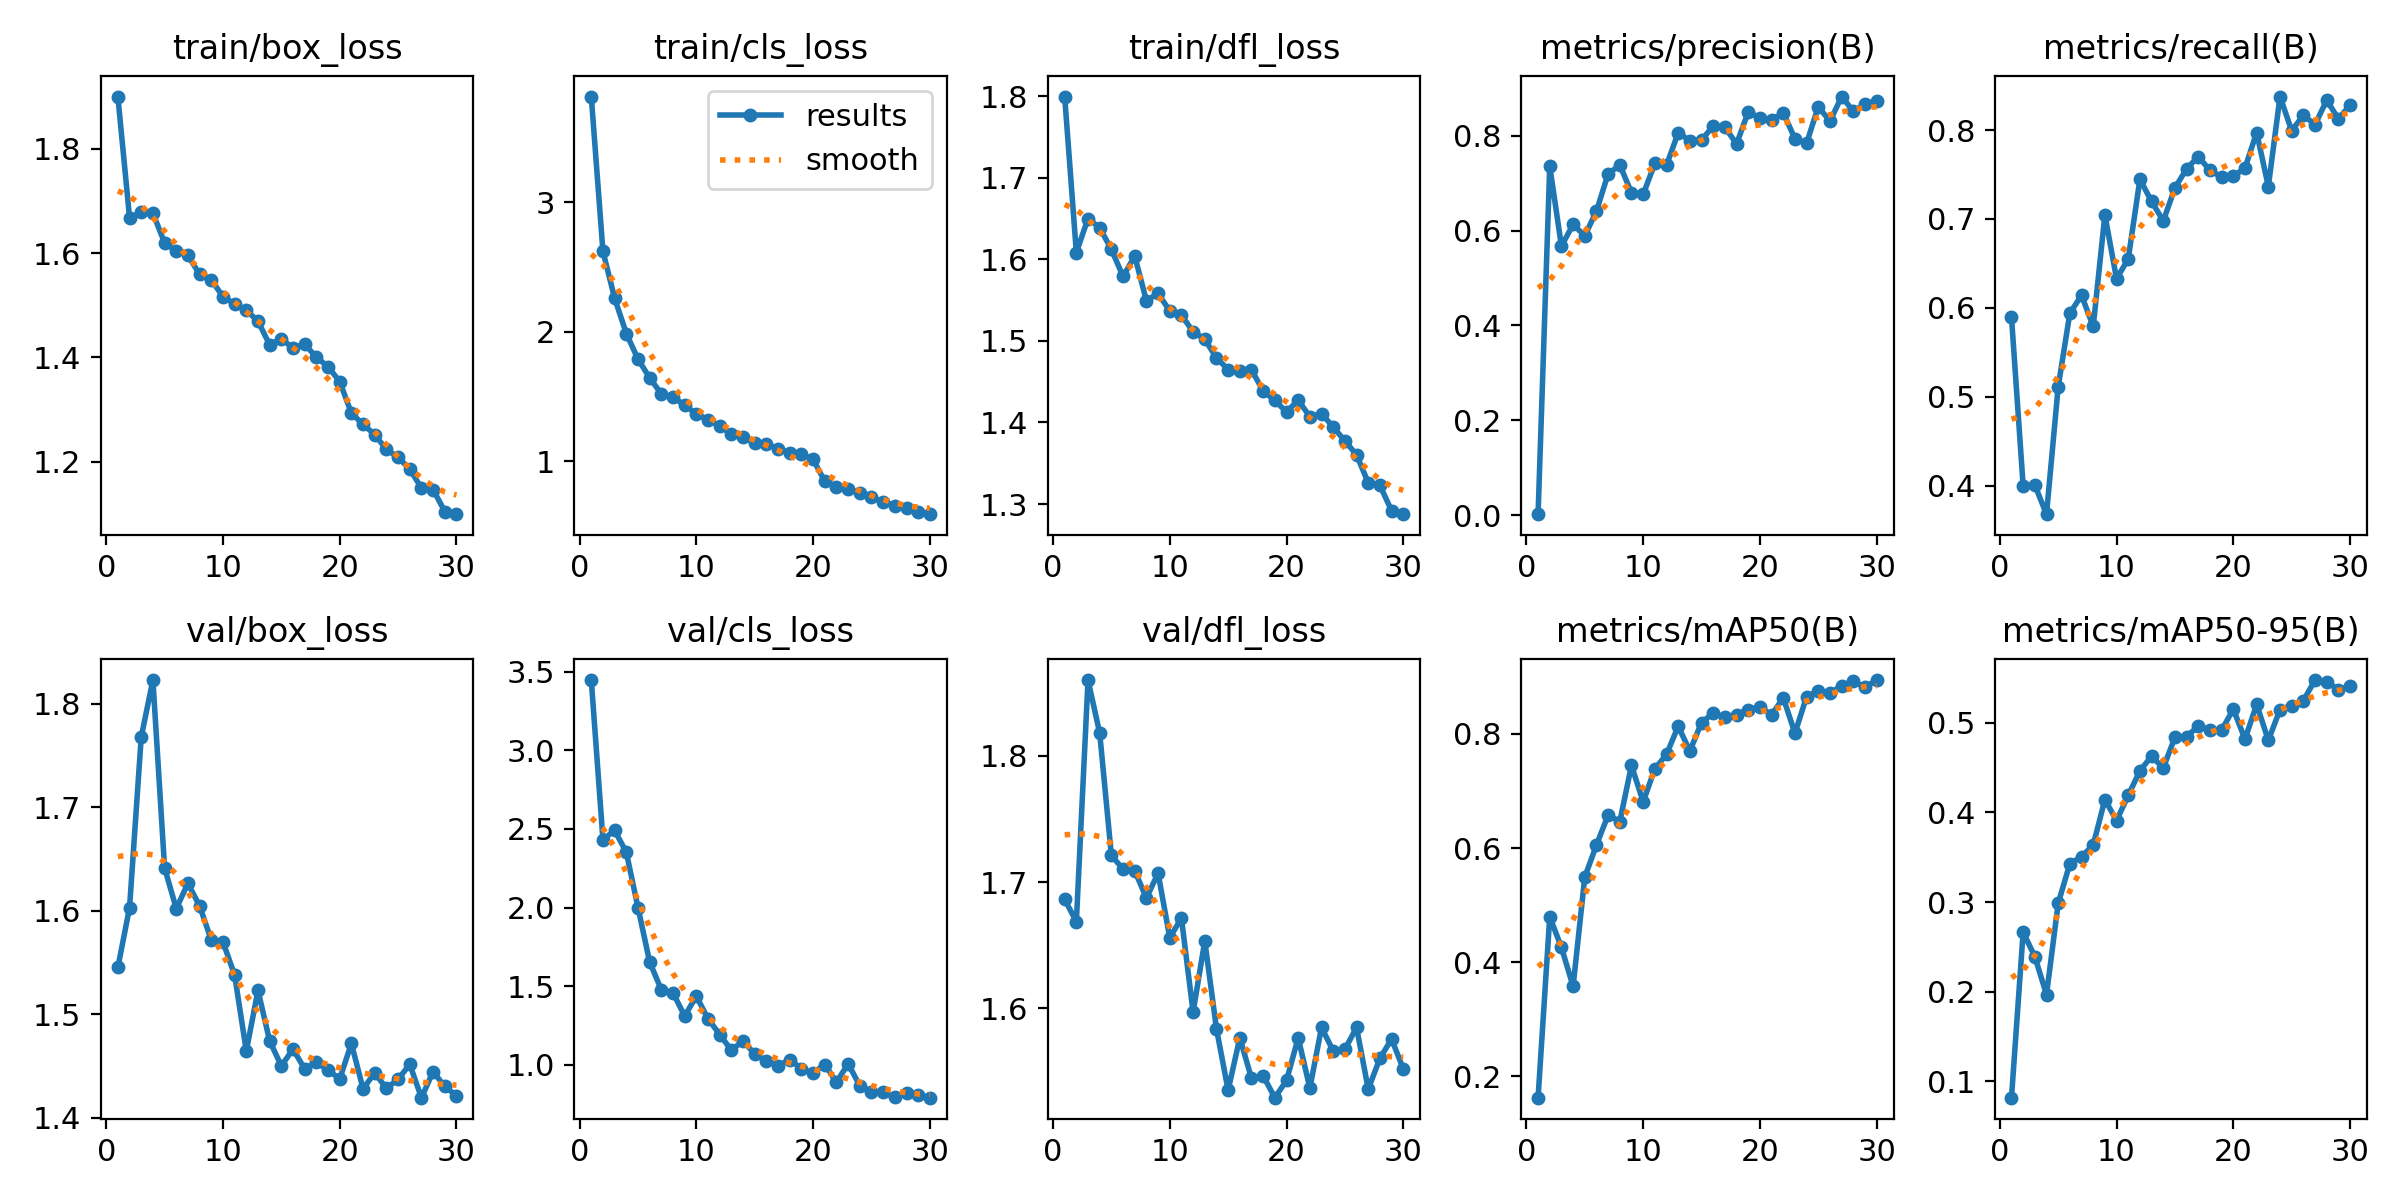 train/box_loss
train/cls_loss
train/dfl_loss
metrics/precision(B)
metrics/recall(B)
1.8
1.6
1.4
1.2
0 10 20 30
results
smooth
3
2
1
0 10 20 30
1.8
1.7
1.6
1.5
1.4
1.3
0 10 20 30
0.8
0.6
0.4
0.2
0.0
0 10 20 30
0.8
0.7
0.6
0.5
0.4
0 10 20 30
val/box_loss
val/cls_loss
val/dfl_loss
metrics/mAP50(B)
metrics/mAP50-95(B)
1.8
1.7
1.6
1.5
1.4
0 10 20 30
3.5
3.0
2.5
2.0
1.5
1.0
0 10 20 30
1.8
1.7
1.6
0 10 20 30
0.8
0.6
0.4
0.2
0 10 20 30
0.5
0.4
0.3
0.2
0.1
0 10 20 30